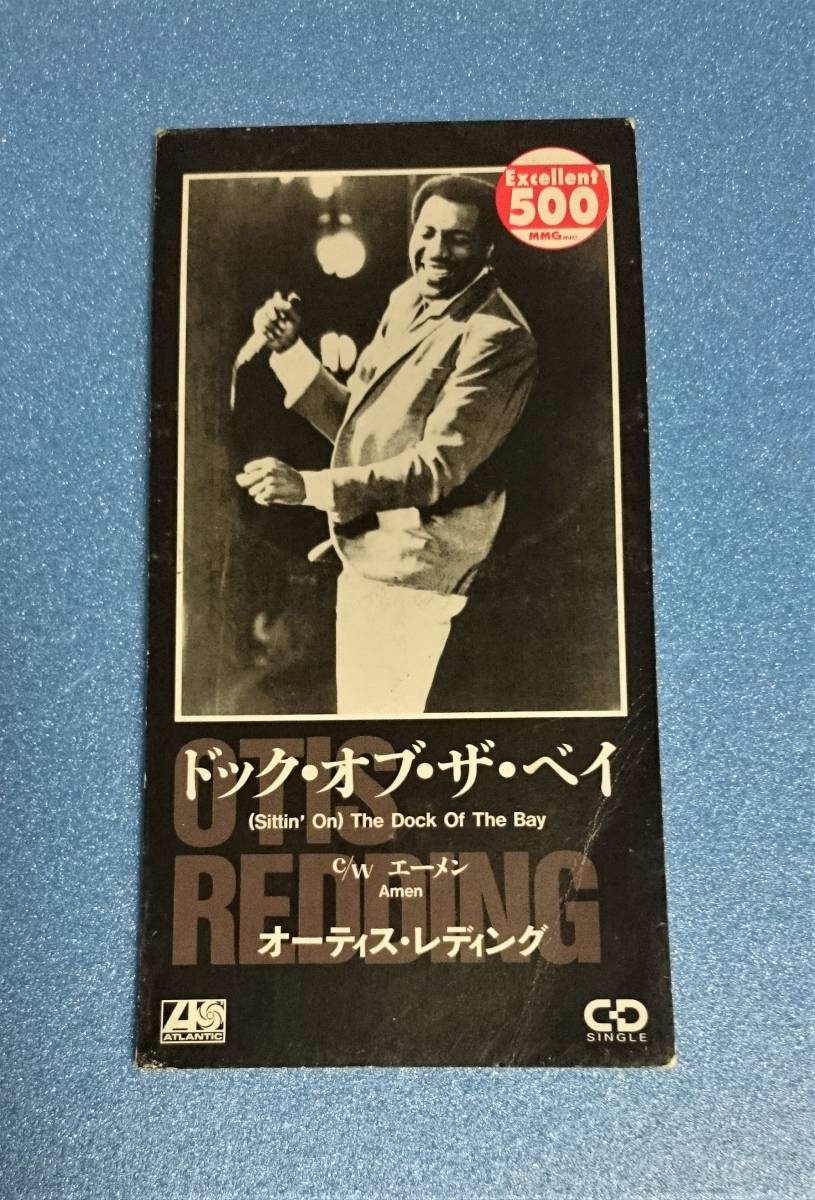 Excellent
500
MMG INC.
OTIS
ドック・オブ・ザ・ベイ
(Sittin' On) The Dock Of The Bay
REDDING
c/w エーメン
Amen
オーティス・レディング
ATLANTIC
CD
SINGLE